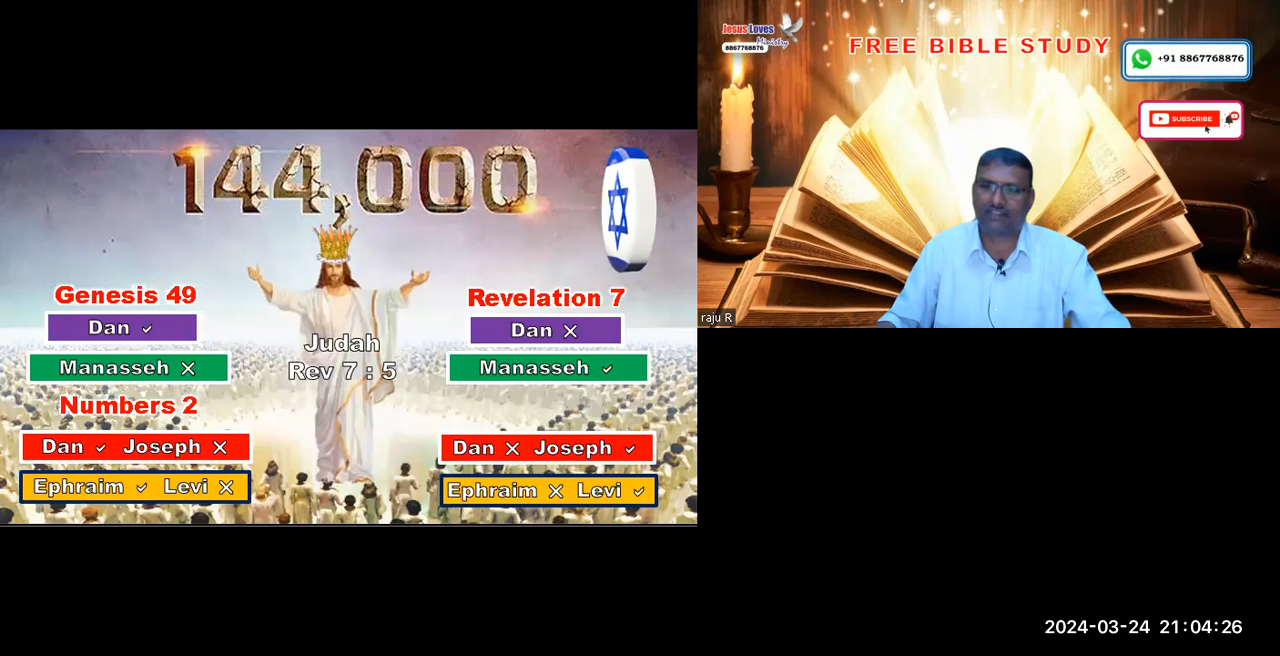 144,000
Genesis 49
Dan ✓
Manasseh ✕
Numbers 2
Dan ✓ Joseph ✕
Ephraim ✓ Levi ✕
Judah
Rev 7 : 5
Revelation 7
Dan ✕
Manasseh ✓
Dan ✕ Joseph ✓
Ephraim ✕ Levi ✓
Jesus Loves
Ministry
8867768876
FREE BIBLE STUDY
+91 8867768876
SUBSCRIBE
raju R
2024-03-24 21:04:26